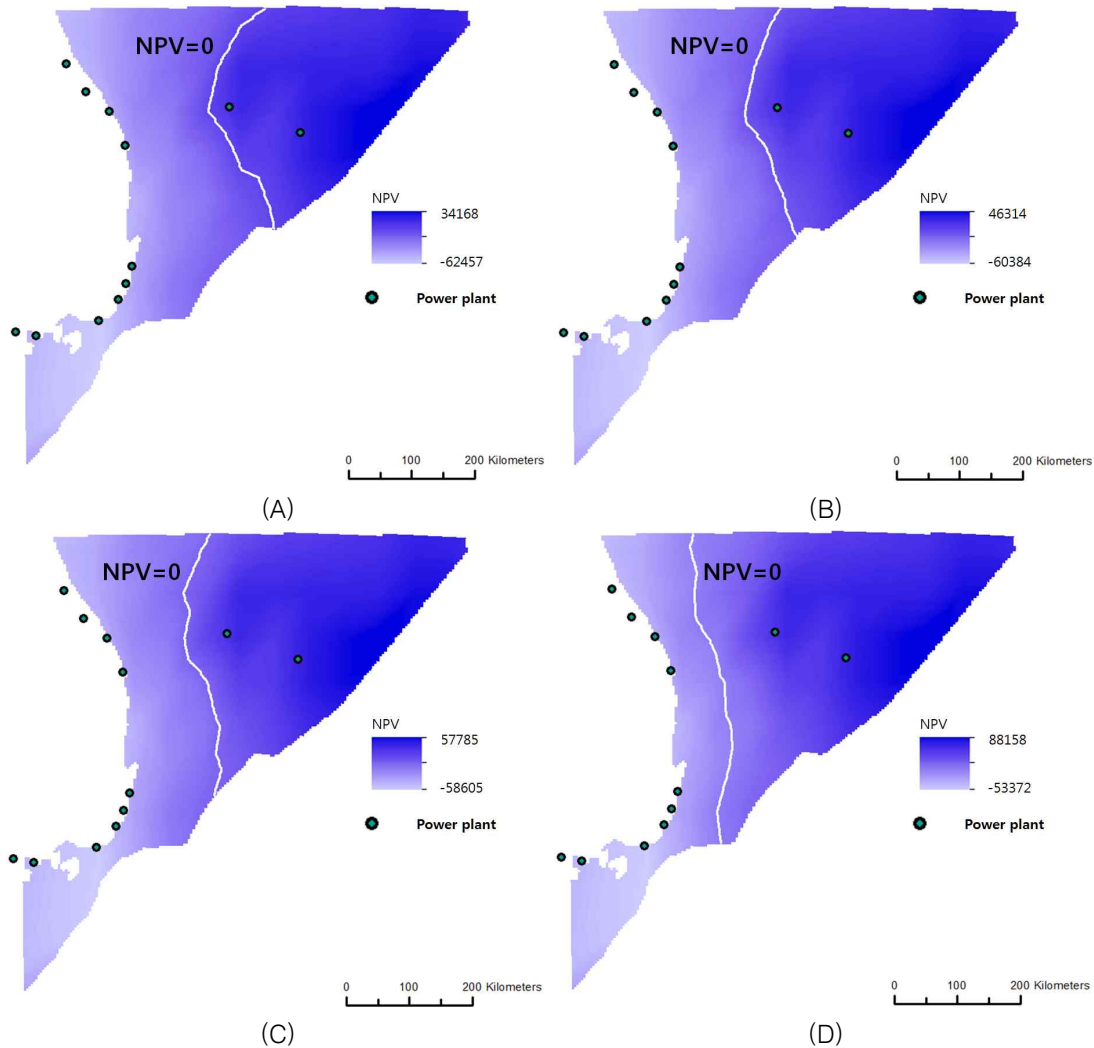 NPV=0
NPV
34168
-62457
Power plant
0 100 200 Kilometers
(A)
NPV=0
NPV
46314
-60384
Power plant
0 100 200 Kilometers
(B)
NPV=0
NPV
57785
-58605
Power plant
0 100 200 Kilometers
(C)
NPV=0
NPV
88158
-53372
Power plant
0 100 200 Kilometers
(D)